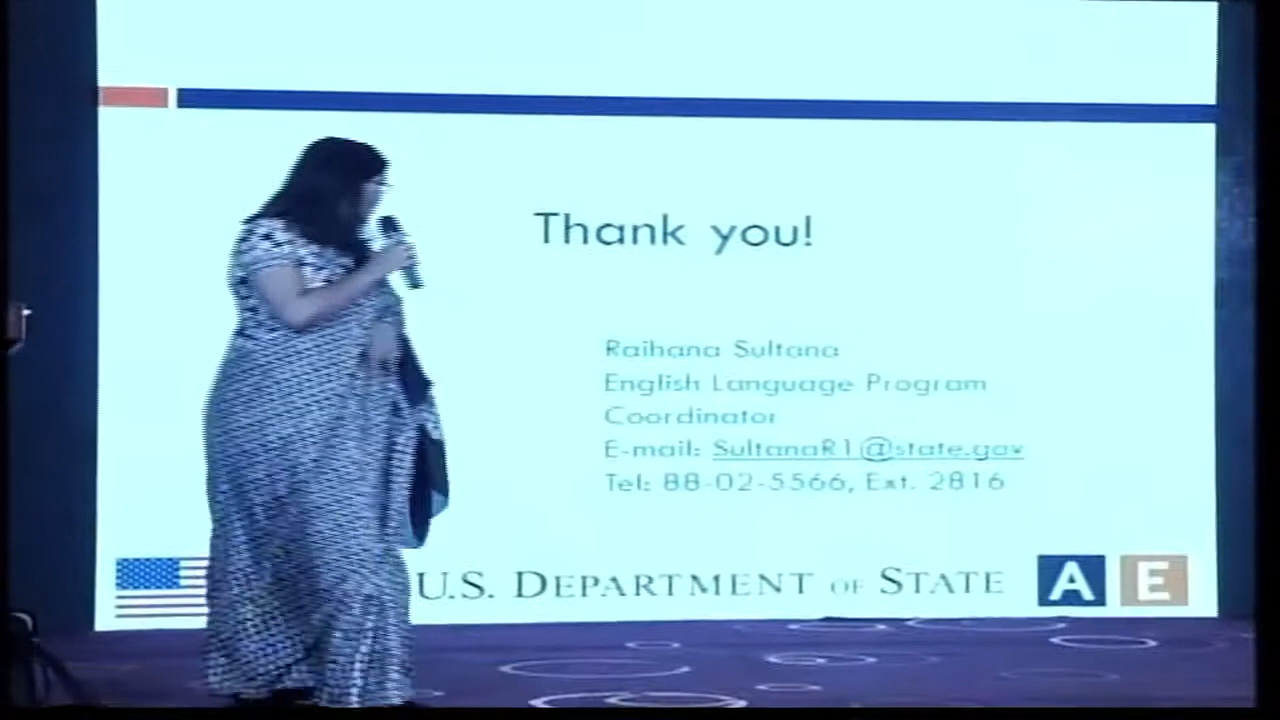 Thank you!
Raihana Sultana
English Language Program
Coordinator
E-mail: SultanaR1@state.gov
Tel: 88-02-5566, Ext. 2816
U.S. DEPARTMENT OF STATE
A E